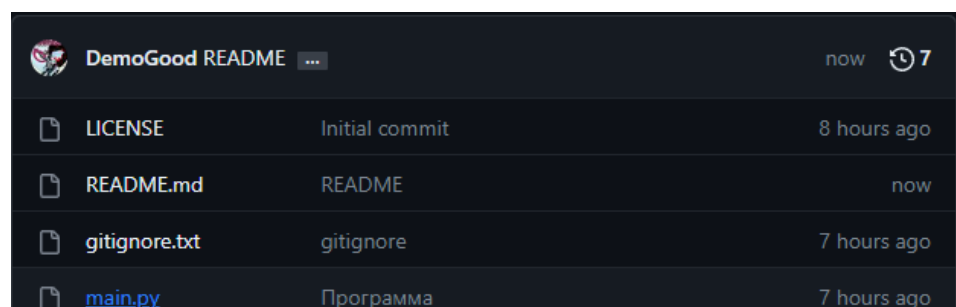 DemoGood README ... now 7
LICENSE Initial commit 8 hours ago
README.md README now
gitignore.txt gitignore 7 hours ago
main.py Программа 7 hours ago